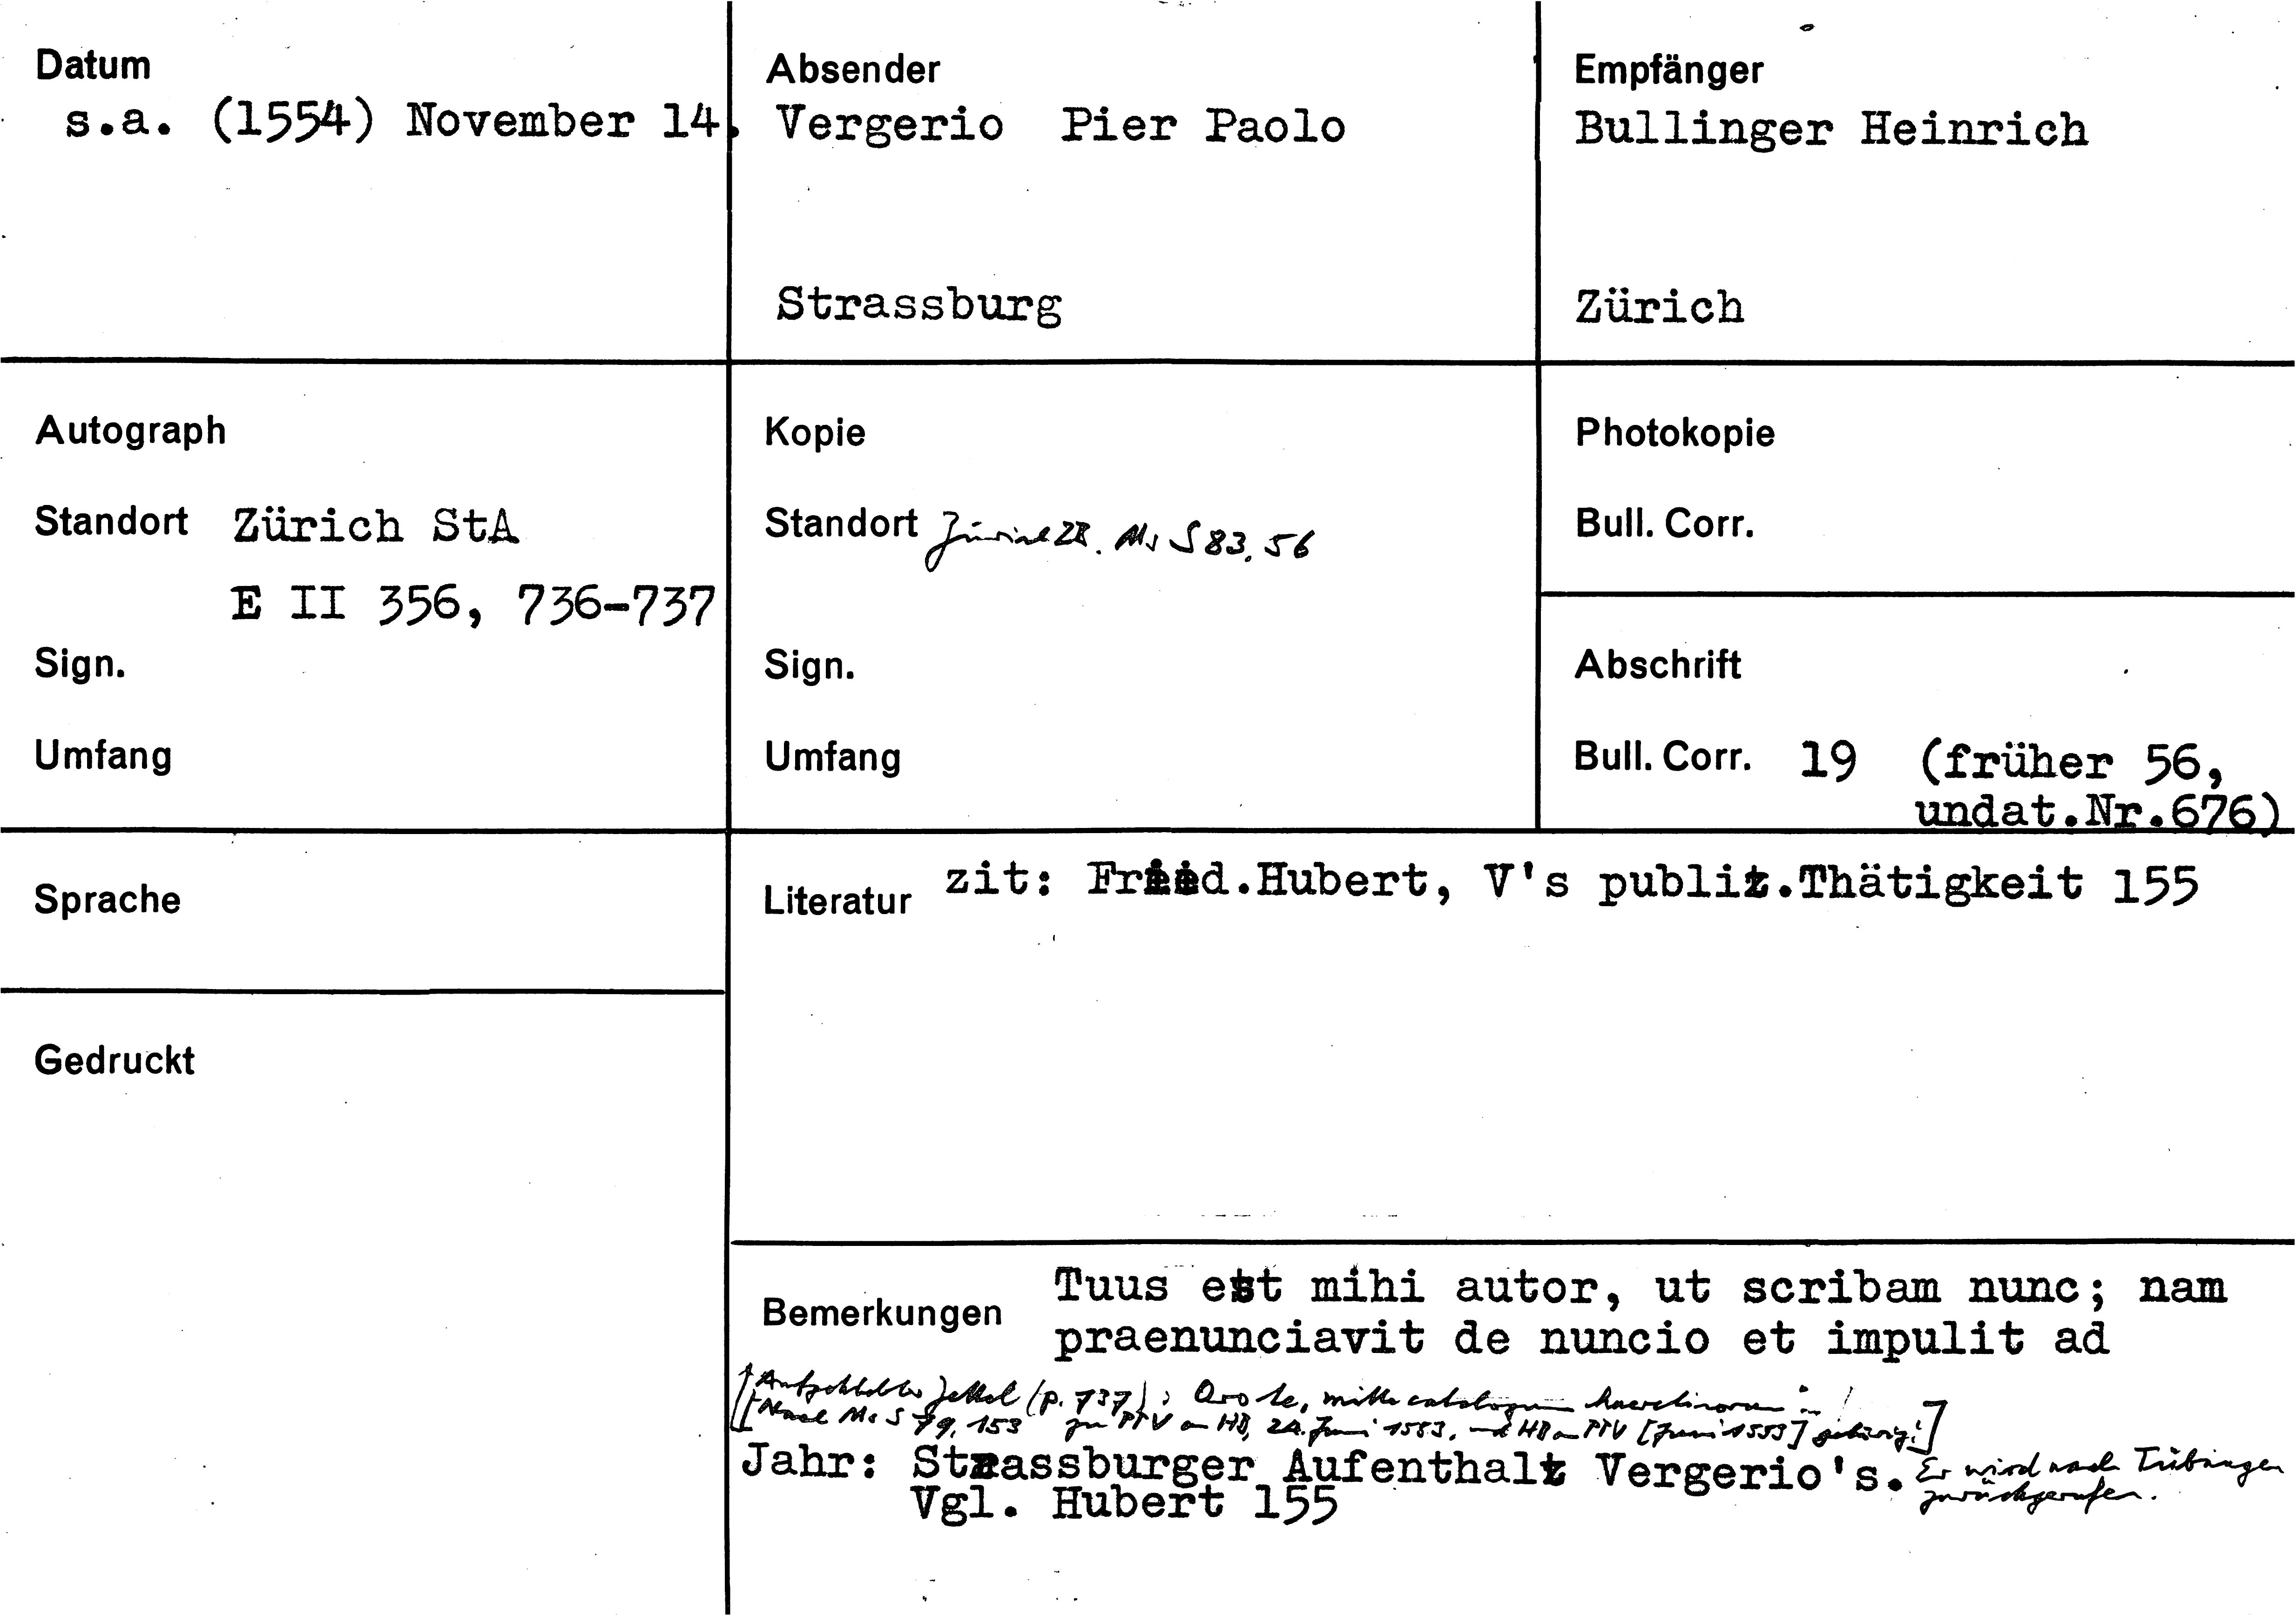 Datum
s.a. (1554) November 14.
Absender
Vergerio Pier Paolo
Strassburg
Empfänger
Bullinger Heinrich
Zürich
Autograph
Standort Zürich StA
E II 356, 736-737
Sign.
Umfang
Kopie
Standort Zürich ZB. Ms S 83, 56
Sign.
Umfang
Photokopie
Bull. Corr.
Abschrift
Bull. Corr. 19 (früher 56,
undat.Nr.676)
Sprache
Gedruckt
Literatur zit: Fried.Hubert, V's publiz.Thätigkeit 155
Bemerkungen Tuus est mihi autor, ut scribam nunc; nam
praenunciavit de nuncio et impulit ad
Zettel (p. 737): Oro te, mitte catalogum haereticorum
[Nach Ms S 79, 153 zu PPV an HB, 24. Juni 1553, und HB an PPV [Juni 1553] gehörig!]
Jahr: Strassburger Aufenthalt Vergerio's. Er wird nach Tübingen
zurückgerufen.
Vgl. Hubert 155